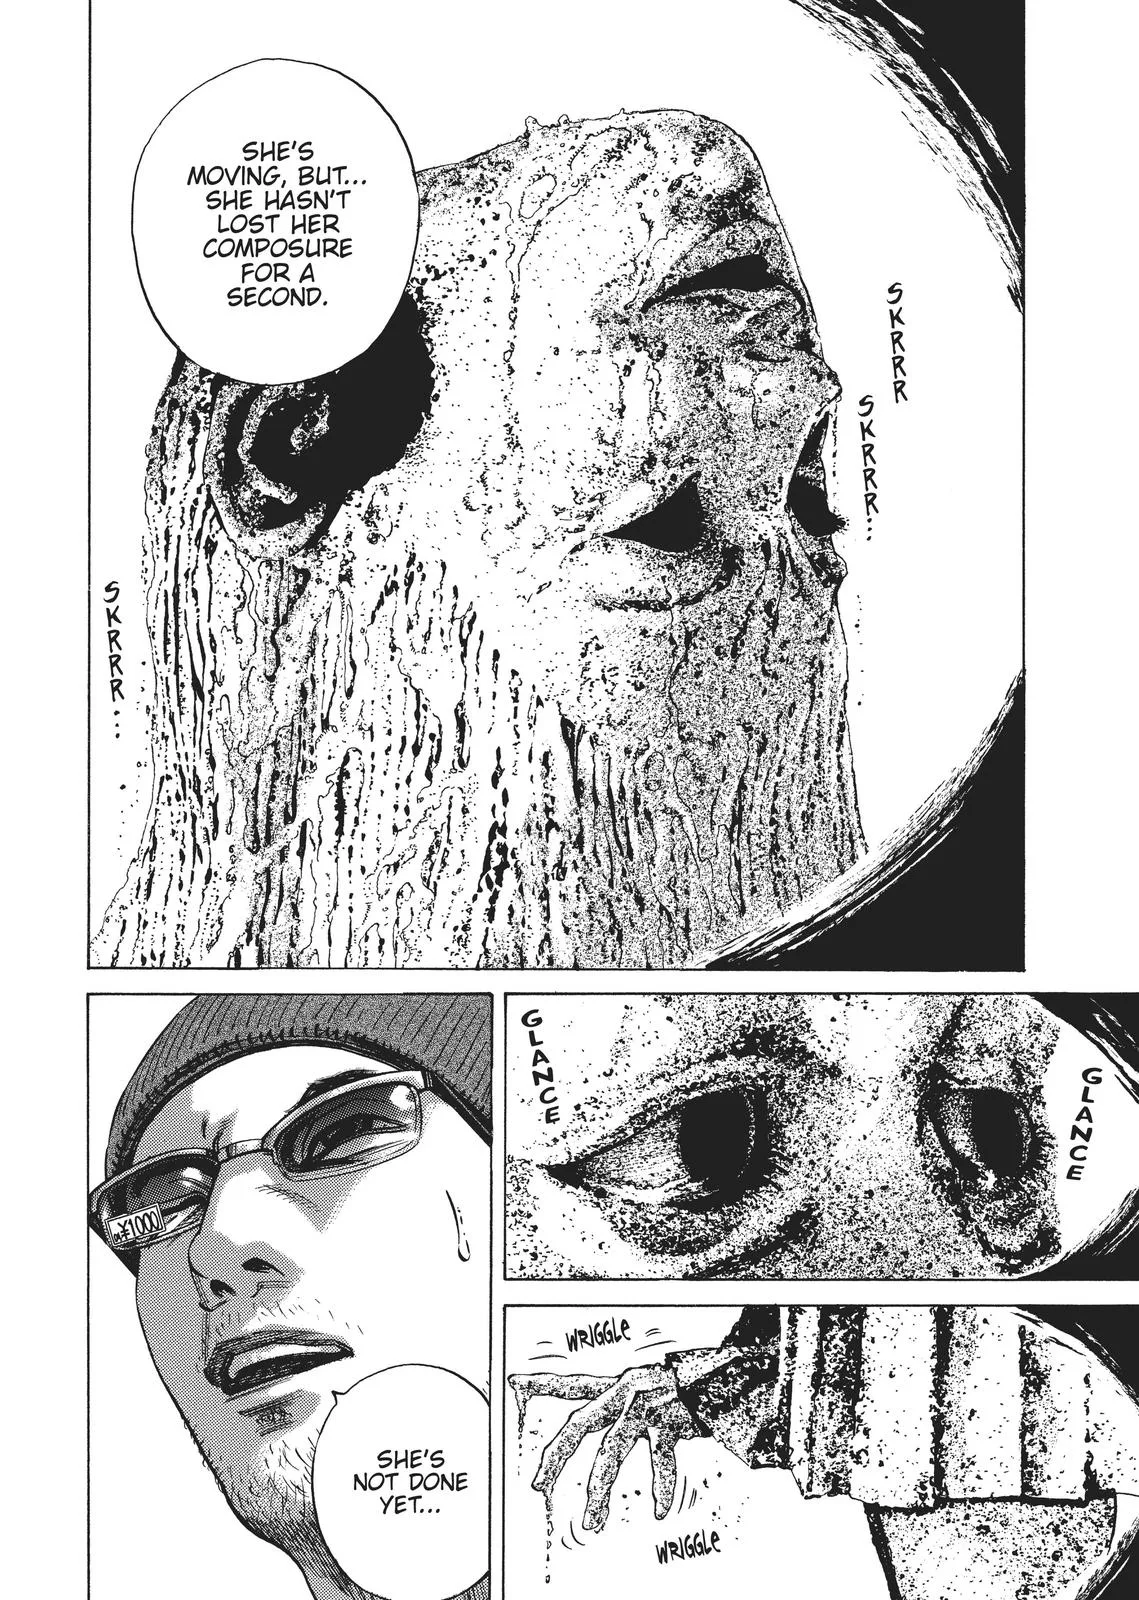 SHE'S
MOVING, BUT...
SHE HASN'T
LOST HER
COMPOSURE
FOR A
SECOND.
SKRRR
SKRRR...
SKRRR...
¥1000
SHE'S
NOT DONE
YET...
GLANCE
GLANCE
WRIGGLE
WRIGGLE